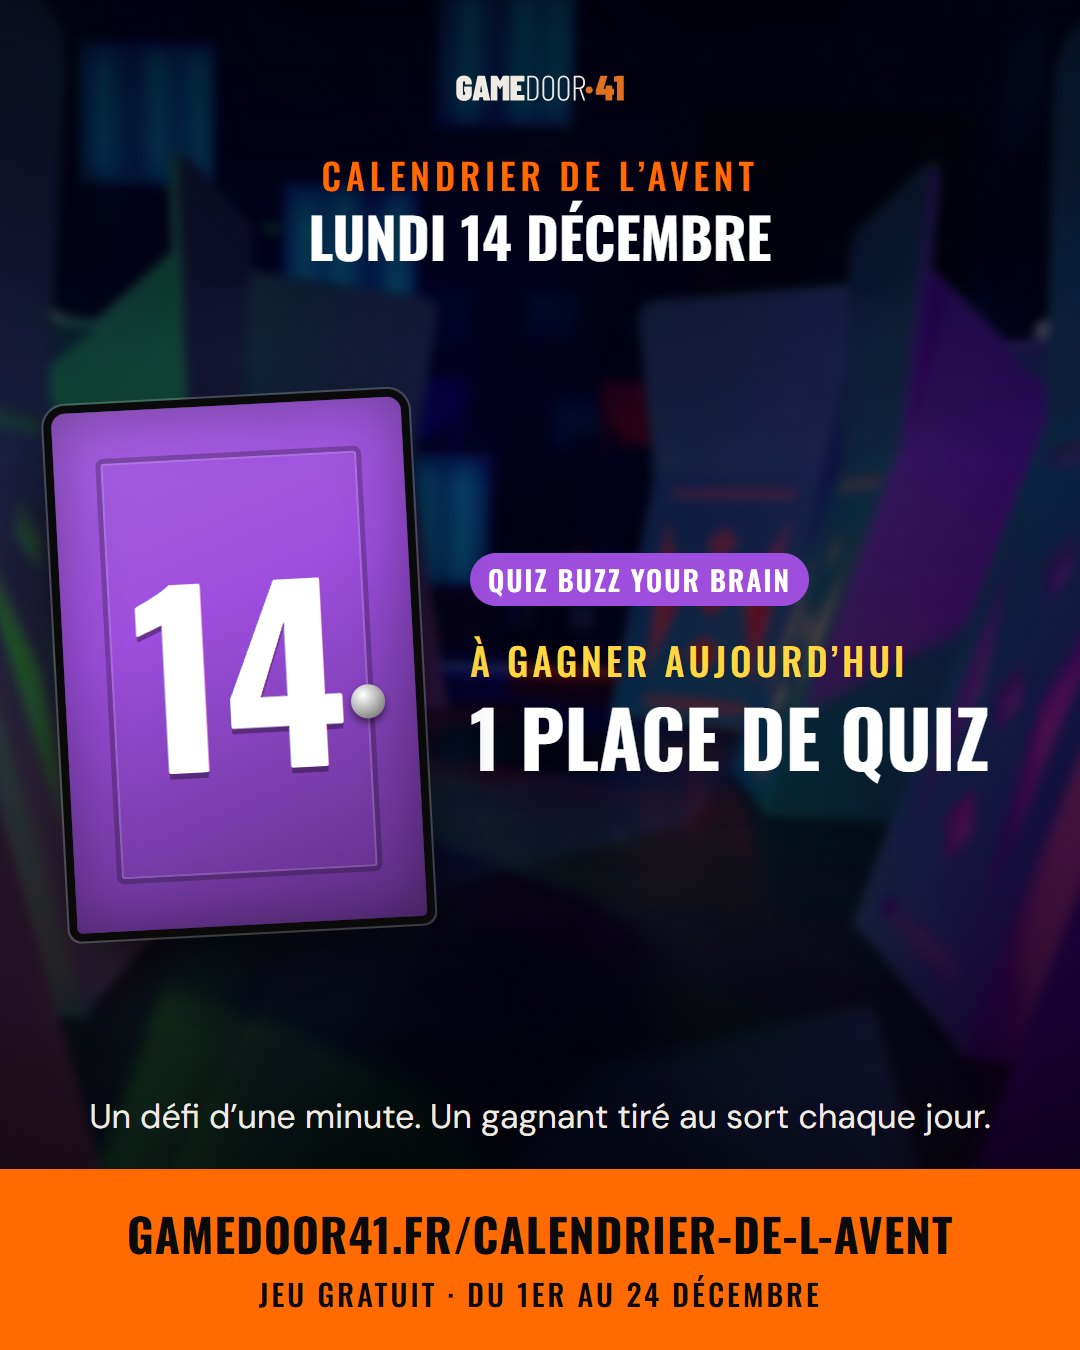 GAMEDOOR·41
CALENDRIER DE L’AVENT
LUNDI 14 DÉCEMBRE
14
QUIZ BUZZ YOUR BRAIN
À GAGNER AUJOURD’HUI
1 PLACE DE QUIZ
Un défi d’une minute. Un gagnant tiré au sort chaque jour.
GAMEDOOR41.FR/CALENDRIER-DE-L-AVENT
JEU GRATUIT · DU 1ER AU 24 DÉCEMBRE